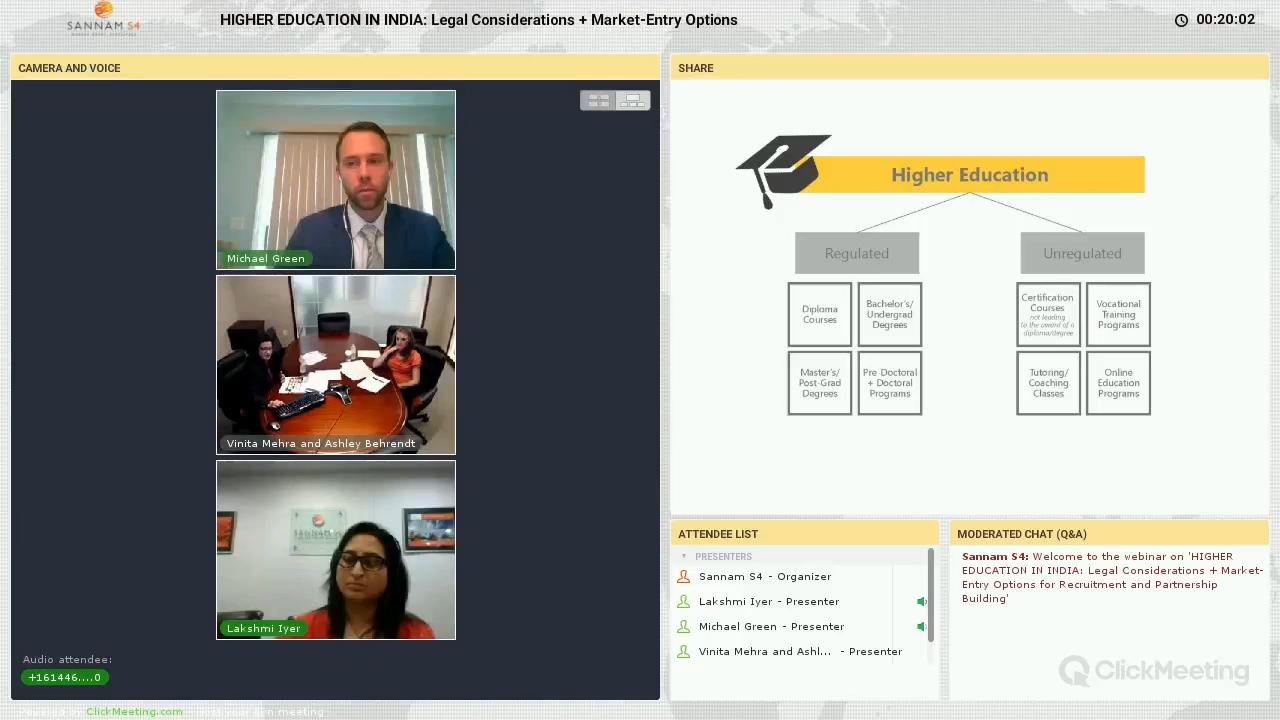 SANNAM S4
HIGHER EDUCATION IN INDIA: Legal Considerations + Market-Entry Options
00:20:02
CAMERA AND VOICE
Michael Green
Vinita Mehra and Ashley Behrendt
Lakshmi Iyer
Audio attendee:
+161446....0
SHARE
Higher Education
Regulated
Unregulated
Diploma
Courses
Bachelor's/
Undergrad
Degrees
Master's/
Post-Grad
Degrees
Pre-Doctoral
+ Doctoral
Programs
Certification
Courses
not leading
to the award of a
diploma/degree
Vocational
Training
Programs
Tutoring/
Coaching
Classes
Online
Education
Programs
ATTENDEE LIST
PRESENTERS
Sannam S4 - Organizer
Lakshmi Iyer - Presenter
Michael Green - Presenter
Vinita Mehra and Ashl... - Presenter
MODERATED CHAT (Q&A)
Sannam S4: Welcome to the webinar on 'HIGHER
EDUCATION IN INDIA: Legal Considerations + Market-
Entry Options for Recruitment and Partnership
Building'
ClickMeeting
Powered by ClickMeeting.com your own meeting